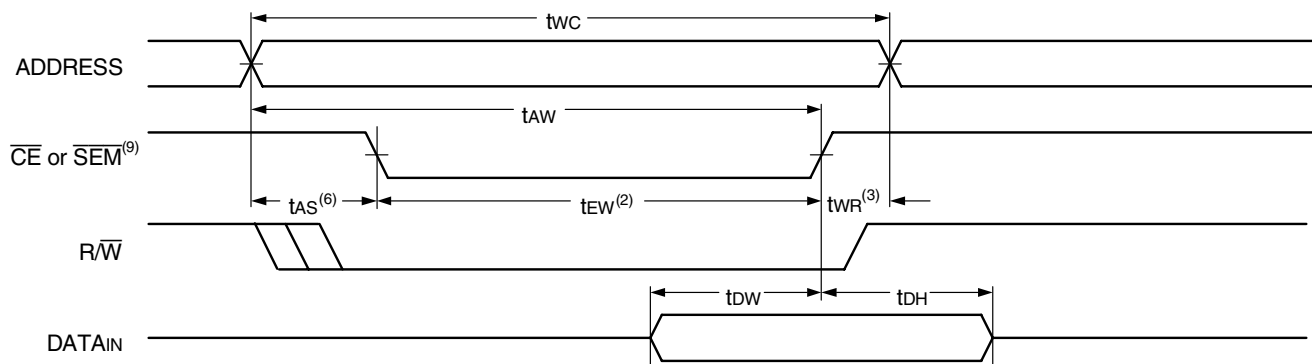 tWC
ADDRESS
tAW
CE or SEM(9)
tAS(6) tEW(2) tWR(3)
R/W
tDW tDH
DATAIN